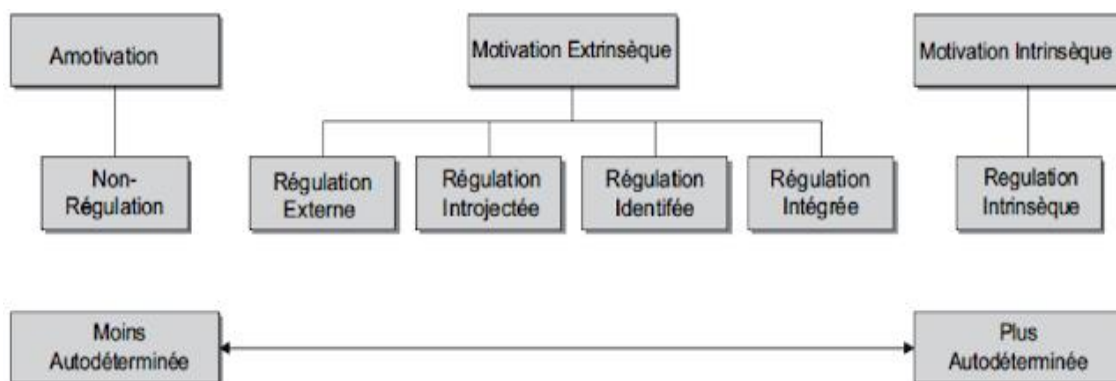 Amotivation
Motivation Extrinsèque
Motivation Intrinsèque
Non-
Régulation
Régulation
Externe
Régulation
Introjectée
Régulation
Identifée
Régulation
Intégrée
Regulation
Intrinsèque
Moins
Autodéterminée
Plus
Autodéterminée